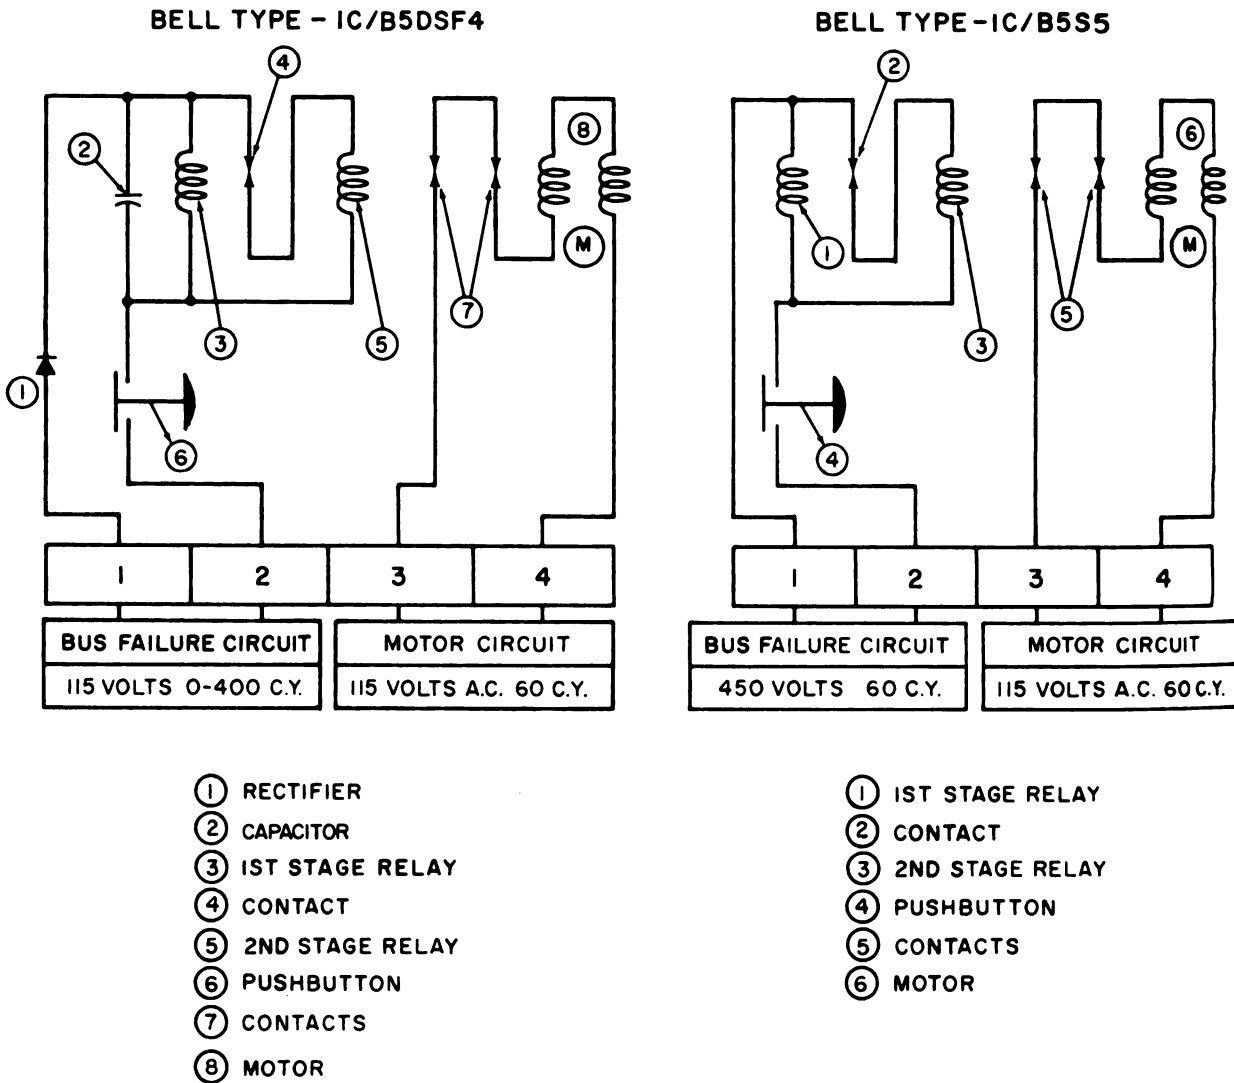 BELL TYPE - IC/B5DSF4
4
2
8
M
3
5
7
1
6
1 2 3 4
BUS FAILURE CIRCUIT
115 VOLTS 0-400 C.Y.
MOTOR CIRCUIT
115 VOLTS A.C. 60 C.Y.
1 RECTIFIER
2 CAPACITOR
3 1ST STAGE RELAY
4 CONTACT
5 2ND STAGE RELAY
6 PUSHBUTTON
7 CONTACTS
8 MOTOR
BELL TYPE - IC/B5S5
2
6
1
M
5
3
4
1 2 3 4
BUS FAILURE CIRCUIT
450 VOLTS 60 C.Y.
MOTOR CIRCUIT
115 VOLTS A.C. 60 C.Y.
1 1ST STAGE RELAY
2 CONTACT
3 2ND STAGE RELAY
4 PUSHBUTTON
5 CONTACTS
6 MOTOR